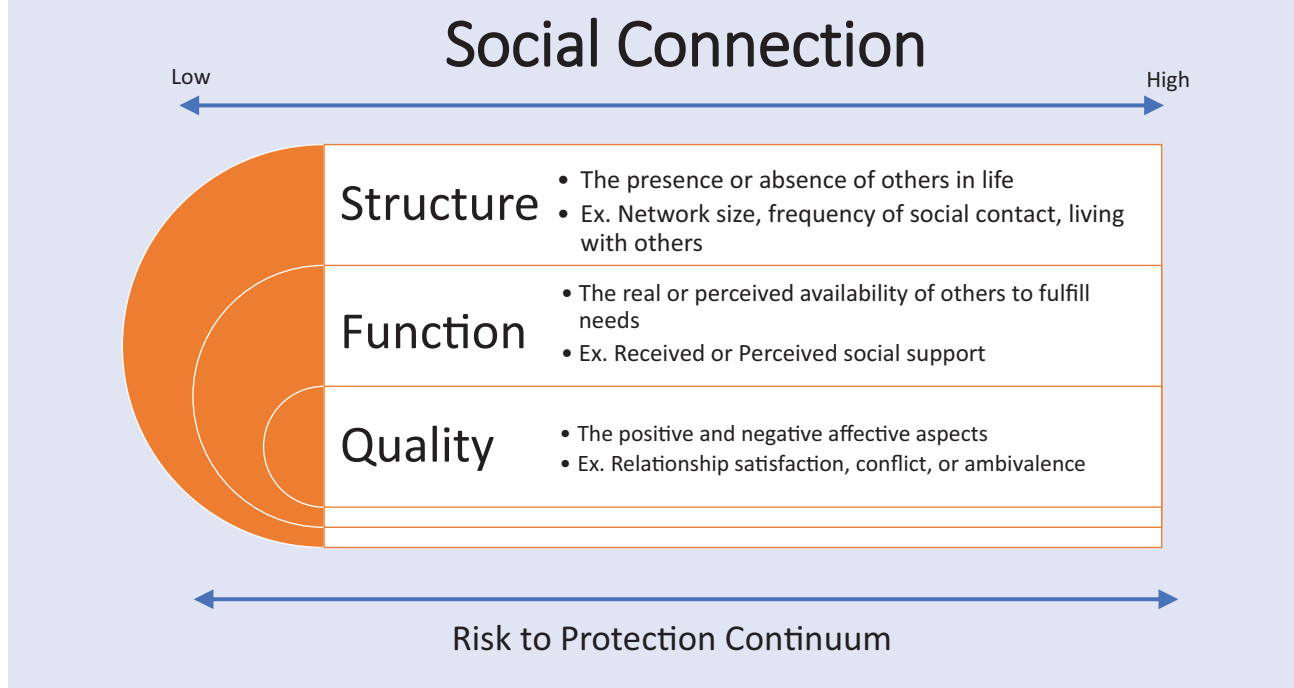 Social Connection
Low
High
Structure
• The presence or absence of others in life
• Ex. Network size, frequency of social contact, living
with others
Function
• The real or perceived availability of others to fulfill
needs
• Ex. Received or Perceived social support
Quality
• The positive and negative affective aspects
• Ex. Relationship satisfaction, conflict, or ambivalence
Risk to Protection Continuum